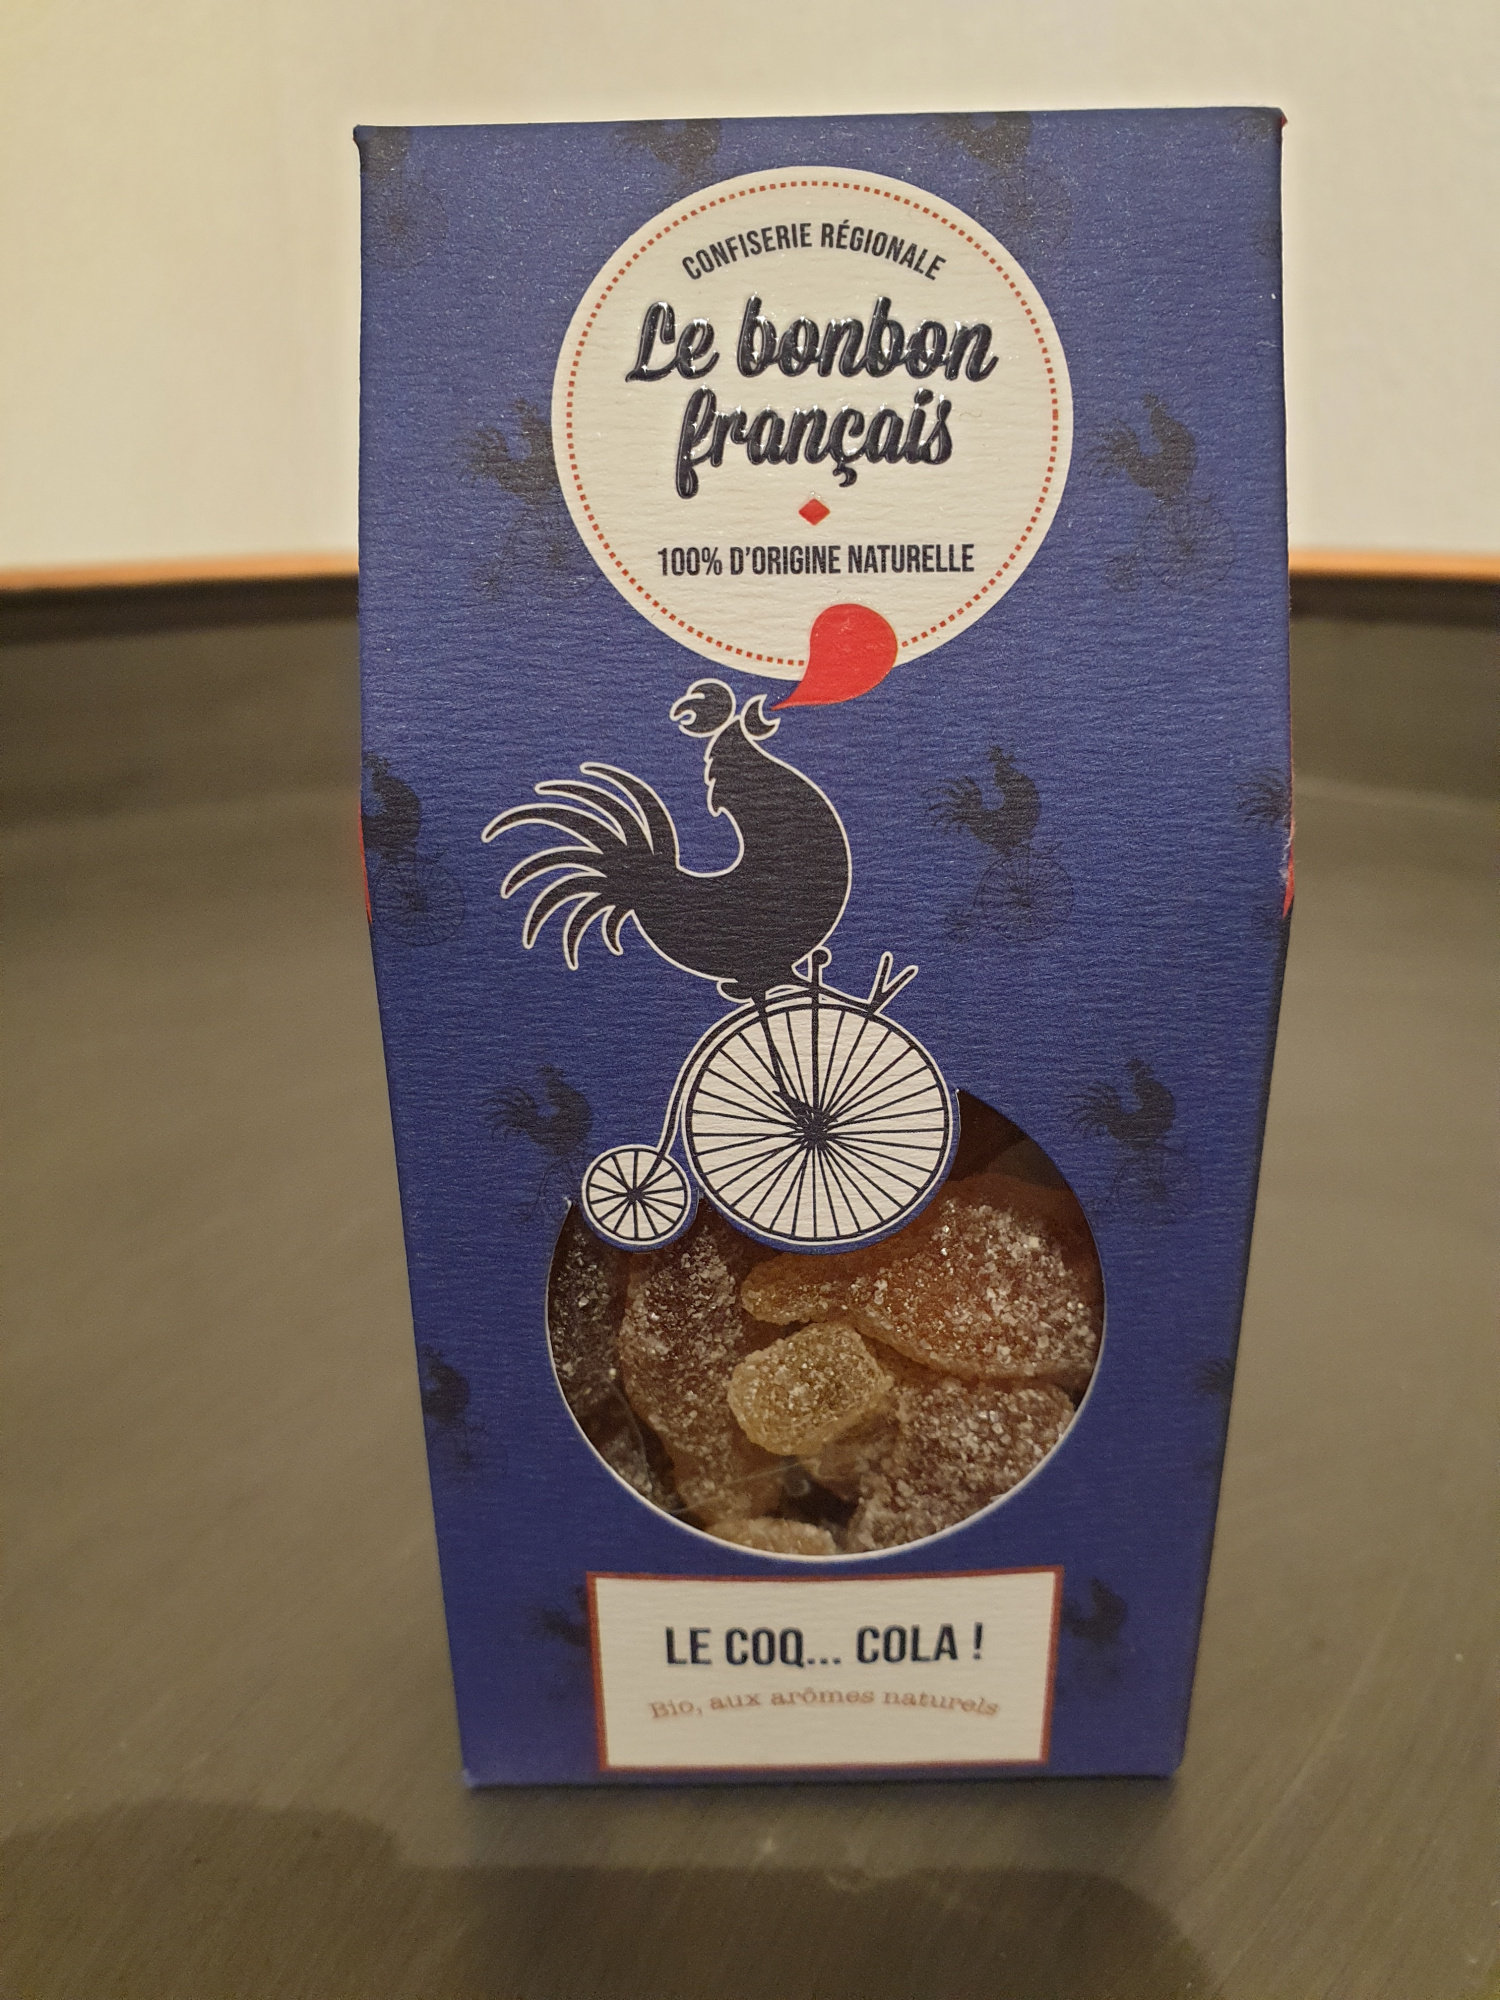 CONFISERIE RÉGIONALE
Le bonbon
français
100% D'ORIGINE NATURELLE
LE COQ... COLA !
Bio, aux arômes naturels